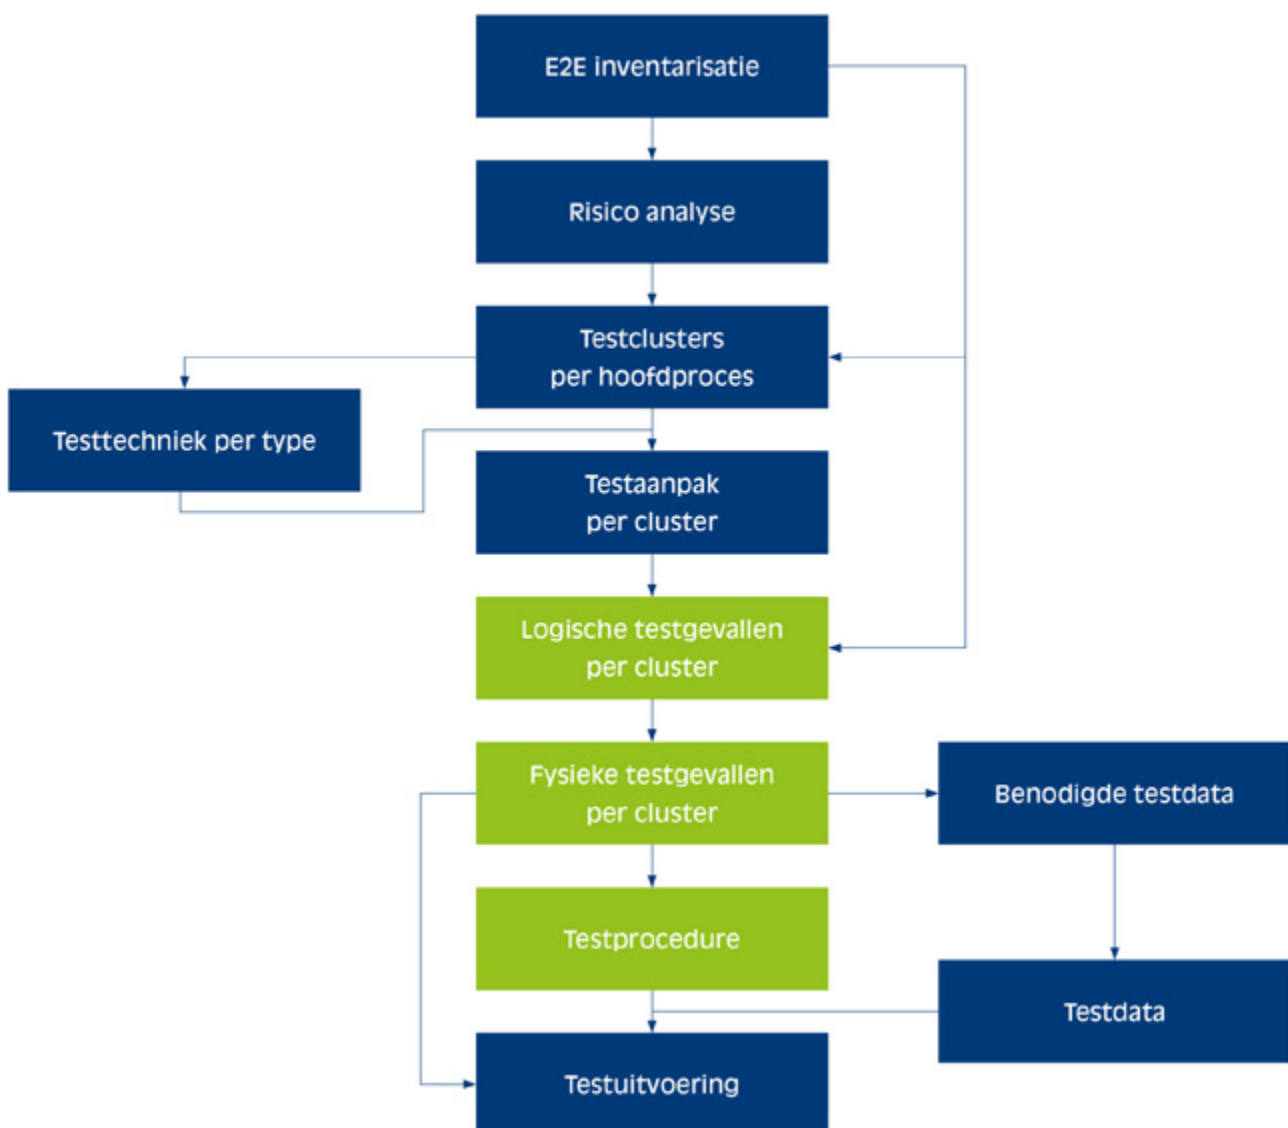 E2E inventarisatie
Risico analyse
Testclusters
per hoofdproces
Testtechniek per type
Testaanpak
per cluster
Logische testgevallen
per cluster
Fysieke testgevallen
per cluster
Benodigde testdata
Testprocedure
Testdata
Testuitvoering